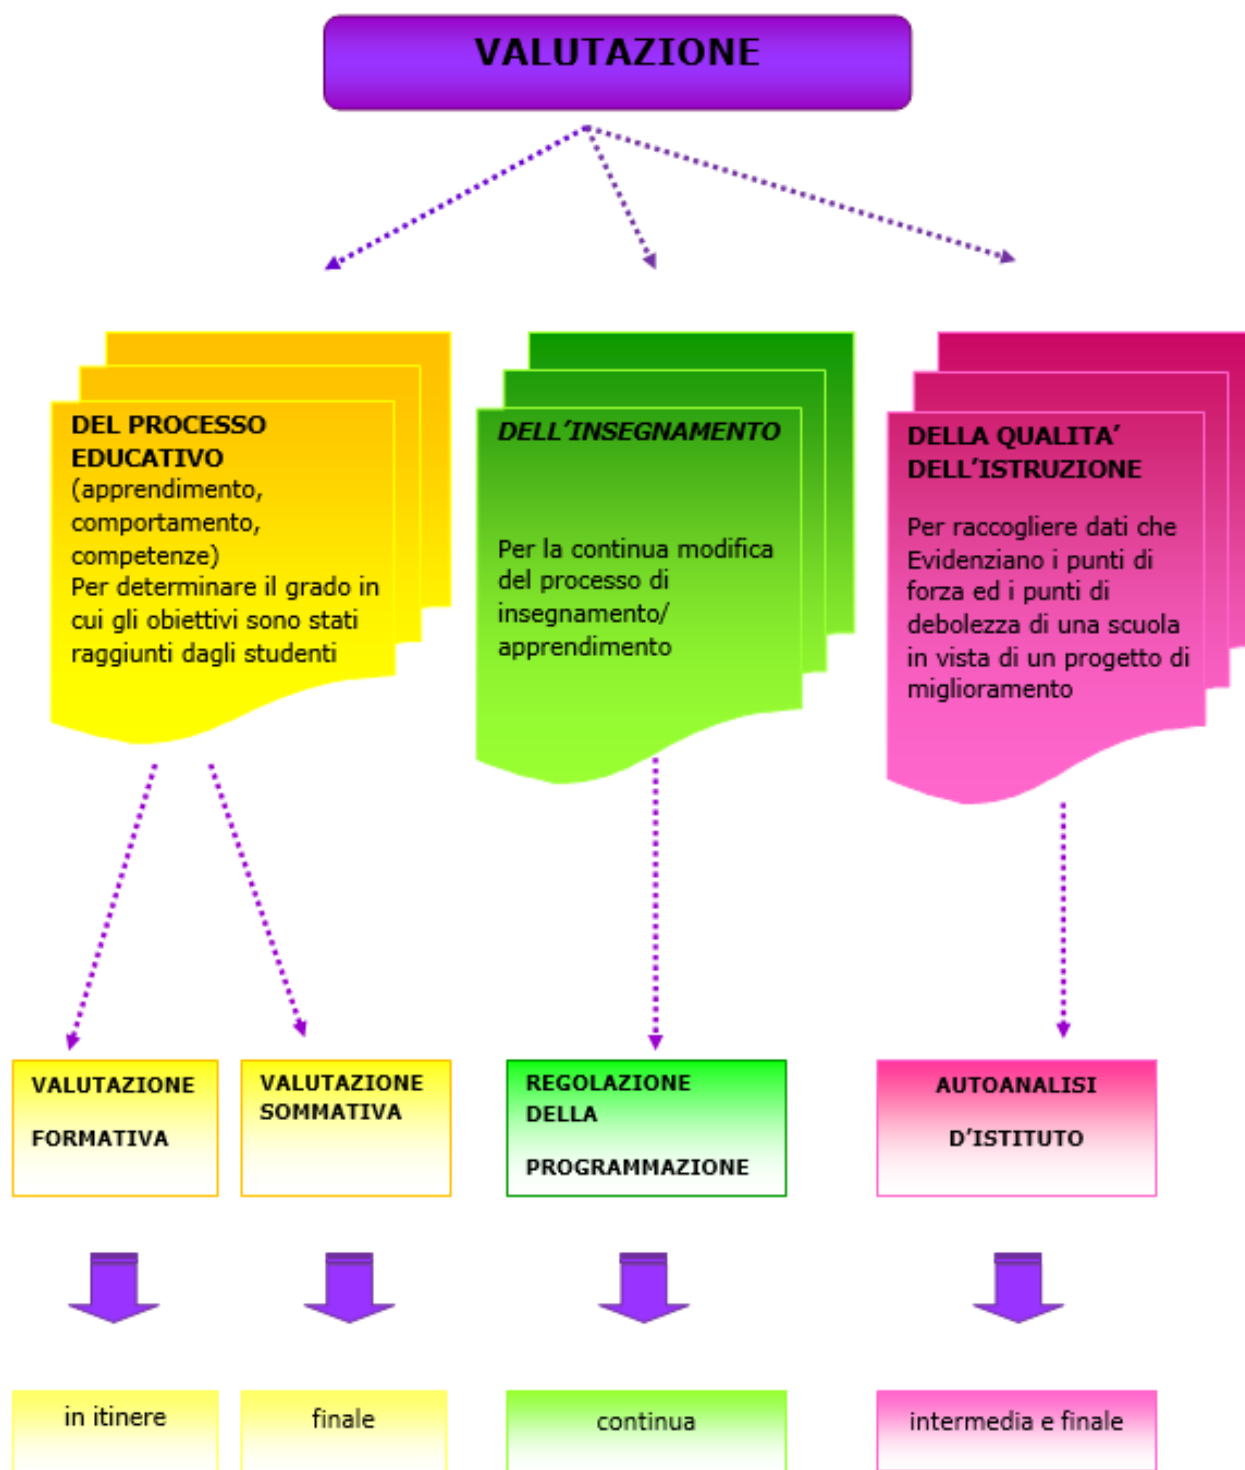 VALUTAZIONE
DEL PROCESSO
EDUCATIVO
(apprendimento,
comportamento,
competenze)
Per determinare il grado in
cui gli obiettivi sono stati
raggiunti dagli studenti
DELL'INSEGNAMENTO
Per la continua modifica
del processo di
insegnamento/
apprendimento
DELLA QUALITA'
DELL'ISTRUZIONE
Per raccogliere dati che
Evidenziano i punti di
forza ed i punti di
debolezza di una scuola
in vista di un progetto di
miglioramento
VALUTAZIONE
FORMATIVA
VALUTAZIONE
SOMMATIVA
REGOLAZIONE
DELLA
PROGRAMMAZIONE
AUTOANALISI
D'ISTITUTO
in itinere
finale
continua
intermedia e finale